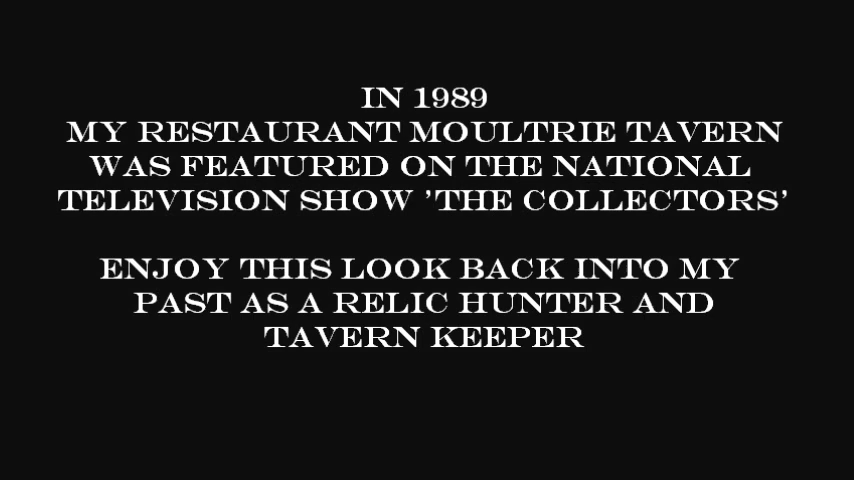 IN 1989
MY RESTAURANT MOULTRIE TAVERN
WAS FEATURED ON THE NATIONAL
TELEVISION SHOW 'THE COLLECTORS'
ENJOY THIS LOOK BACK INTO MY
PAST AS A RELIC HUNTER AND
TAVERN KEEPER